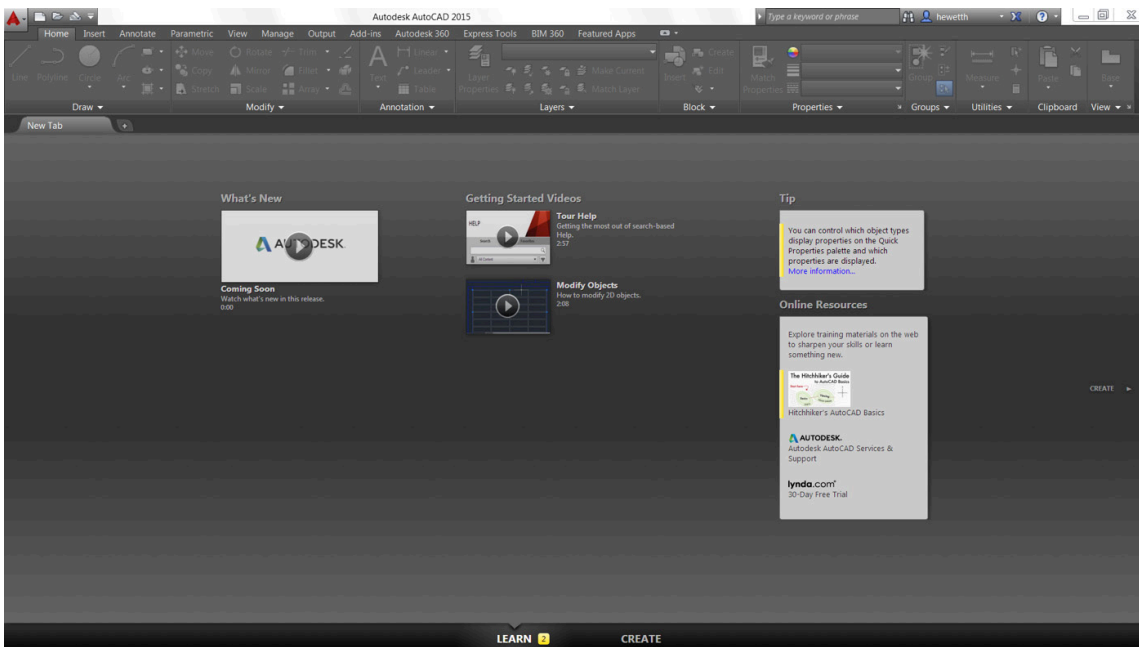 Autodesk AutoCAD 2015
Type a keyword or phrase
hewetth
Home Insert Annotate Parametric View Manage Output Add-ins Autodesk 360 Express Tools BIM 360 Featured Apps
Line Polyline Circle Arc
Move Rotate Trim
Copy Mirror Fillet
Stretch Scale Array
Text Linear
Leader
Table
Layer Properties
Make Current
Match Layer
Insert Create
Edit
Match Properties
Group
Measure
Paste
Base
Draw Modify Annotation Layers Block Properties Groups Utilities Clipboard View
New Tab
What's New
AUTODESK
Coming Soon
Watch what's new in this release.
0:00
Getting Started Videos
HELP
Search
Tour Help
Getting the most out of search-based
Help.
2:57
Modify Objects
How to modify 2D objects.
2:08
Tip
You can control which object types
display properties on the Quick
Properties palette and which
properties are displayed.
More information...
Online Resources
Explore training materials on the web
to sharpen your skills or learn
something new.
The Hitchhiker's Guide
to AutoCAD Basics
Hitchhiker's AutoCAD Basics
AUTODESK.
Autodesk AutoCAD Services &
Support
lynda.com
30-Day Free Trial
CREATE
LEARN 2 CREATE